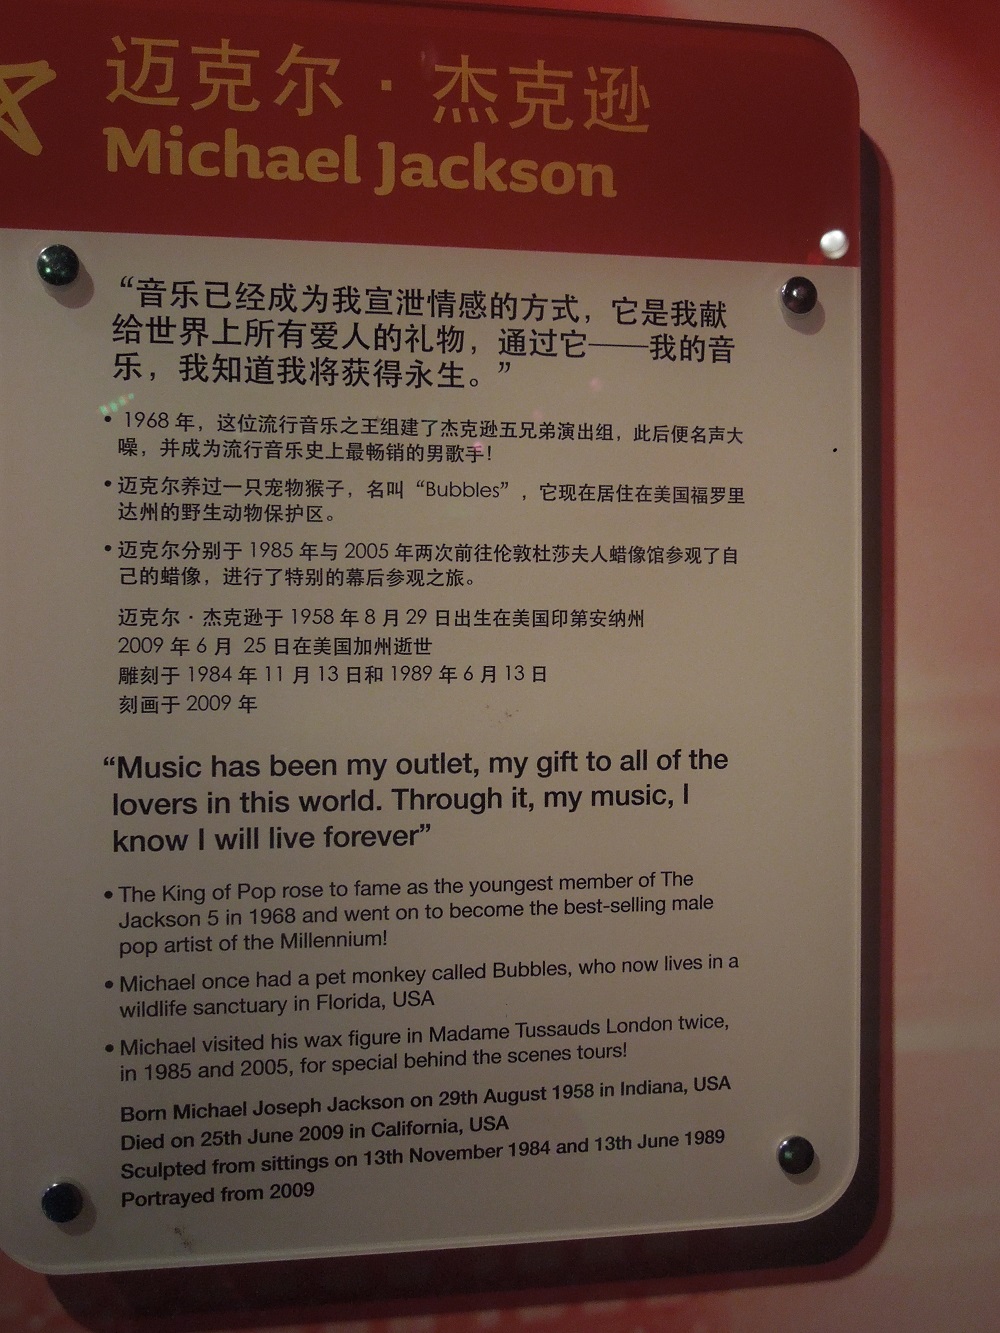 迈克尔·杰克逊
Michael Jackson
“音乐已经成为我宣泄情感的方式，它是我献
给世界上所有爱人的礼物，通过它——我的音
乐，我知道我将获得永生。”
• 1968 年，这位流行音乐之王组建了杰克逊五兄弟演出组，此后便名声大
噪，并成为流行音乐史上最畅销的男歌手！
• 迈克尔养过一只宠物猴子，名叫“Bubbles”，它现在居住在美国福罗里
达州的野生动物保护区。
• 迈克尔分别于 1985 年与 2005 年两次前往伦敦杜莎夫人蜡像馆参观了自
己的蜡像，进行了特别的幕后参观之旅。
迈克尔·杰克逊于 1958 年 8 月 29 日出生在美国印第安纳州
2009 年 6 月 25 日在美国加州逝世
雕刻于 1984 年 11 月 13 日和 1989 年 6 月 13 日
刻画于 2009 年
“Music has been my outlet, my gift to all of the
lovers in this world. Through it, my music, I
know I will live forever”
• The King of Pop rose to fame as the youngest member of The
Jackson 5 in 1968 and went on to become the best-selling male
pop artist of the Millennium!
• Michael once had a pet monkey called Bubbles, who now lives in a
wildlife sanctuary in Florida, USA
• Michael visited his wax figure in Madame Tussauds London twice,
in 1985 and 2005, for special behind the scenes tours!
Born Michael Joseph Jackson on 29th August 1958 in Indiana, USA
Died on 25th June 2009 in California, USA
Sculpted from sittings on 13th November 1984 and 13th June 1989
Portrayed from 2009